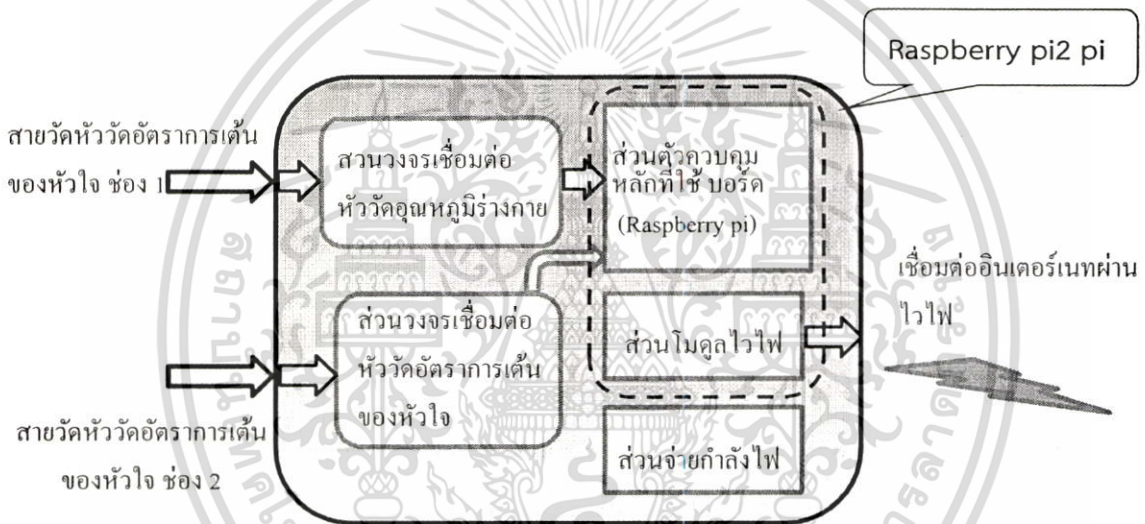 Raspberry pi2 pi
สายวัดหัววัดอัตราการเต้น
ของหัวใจ ช่อง 1
สวนวงจรเชื่อมต่อ
หัววัดอุณหภูมิร่างกาย
ส่วนตัวควบคุม
หลักที่ใช้ บอร์ด
(Raspberry pi)
เชื่อมต่ออินเตอร์เนทผ่าน
ไวไฟ
ส่วนวงจรเชื่อมต่อ
หัววัดอัตราการเต้น
ของหัวใจ
ส่วนโมดูลไวไฟ
สายวัดหัววัดอัตราการเต้น
ของหัวใจ ช่อง 2
ส่วนจ่ายกำลังไฟ